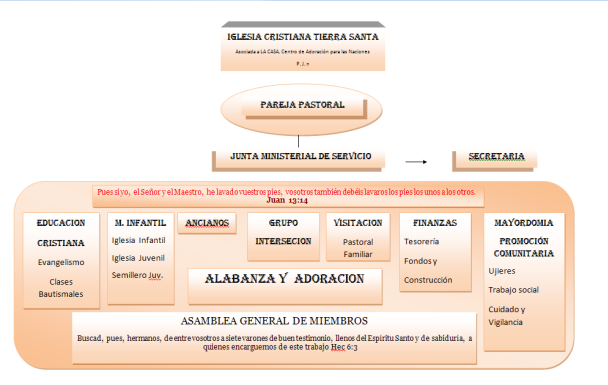 IGLESIA CRISTIANA TIERRA SANTA
Asociada a LA CASA, Centro de Adoración para las Naciones
P. J. n
PAREJA PASTORAL
JUNTA MINISTERIAL DE SERVICIO
SECRETARIA
Pues si yo, el Señor y el Maestro, he lavado vuestros pies, vosotros también debéis lavaros los pies los unos a los otros.
Juan 13:14
EDUCACION
CRISTIANA
Evangelismo
Clases
Bautismales
M. INFANTIL
Iglesia Infantil
Iglesia Juvenil
Semillero Juv.
ANCIANOS
GRUPO
INTERSECION
VISITACION
Pastoral
Familiar
FINANZAS
Tesorería
Fondos y
Construcción
MAYORDOMIA
PROMOCIÓN
COMUNITARIA
Ujieres
Trabajo social
Cuidado y
Vigilancia
ALABANZA Y ADORACION
ASAMBLEA GENERAL DE MIEMBROS
Buscad, pues, hermanos, de entre vosotros a siete varones de buen testimonio, llenos del Espíritu Santo y de sabiduría, a
quienes encarguemos de este trabajo Hec 6:3